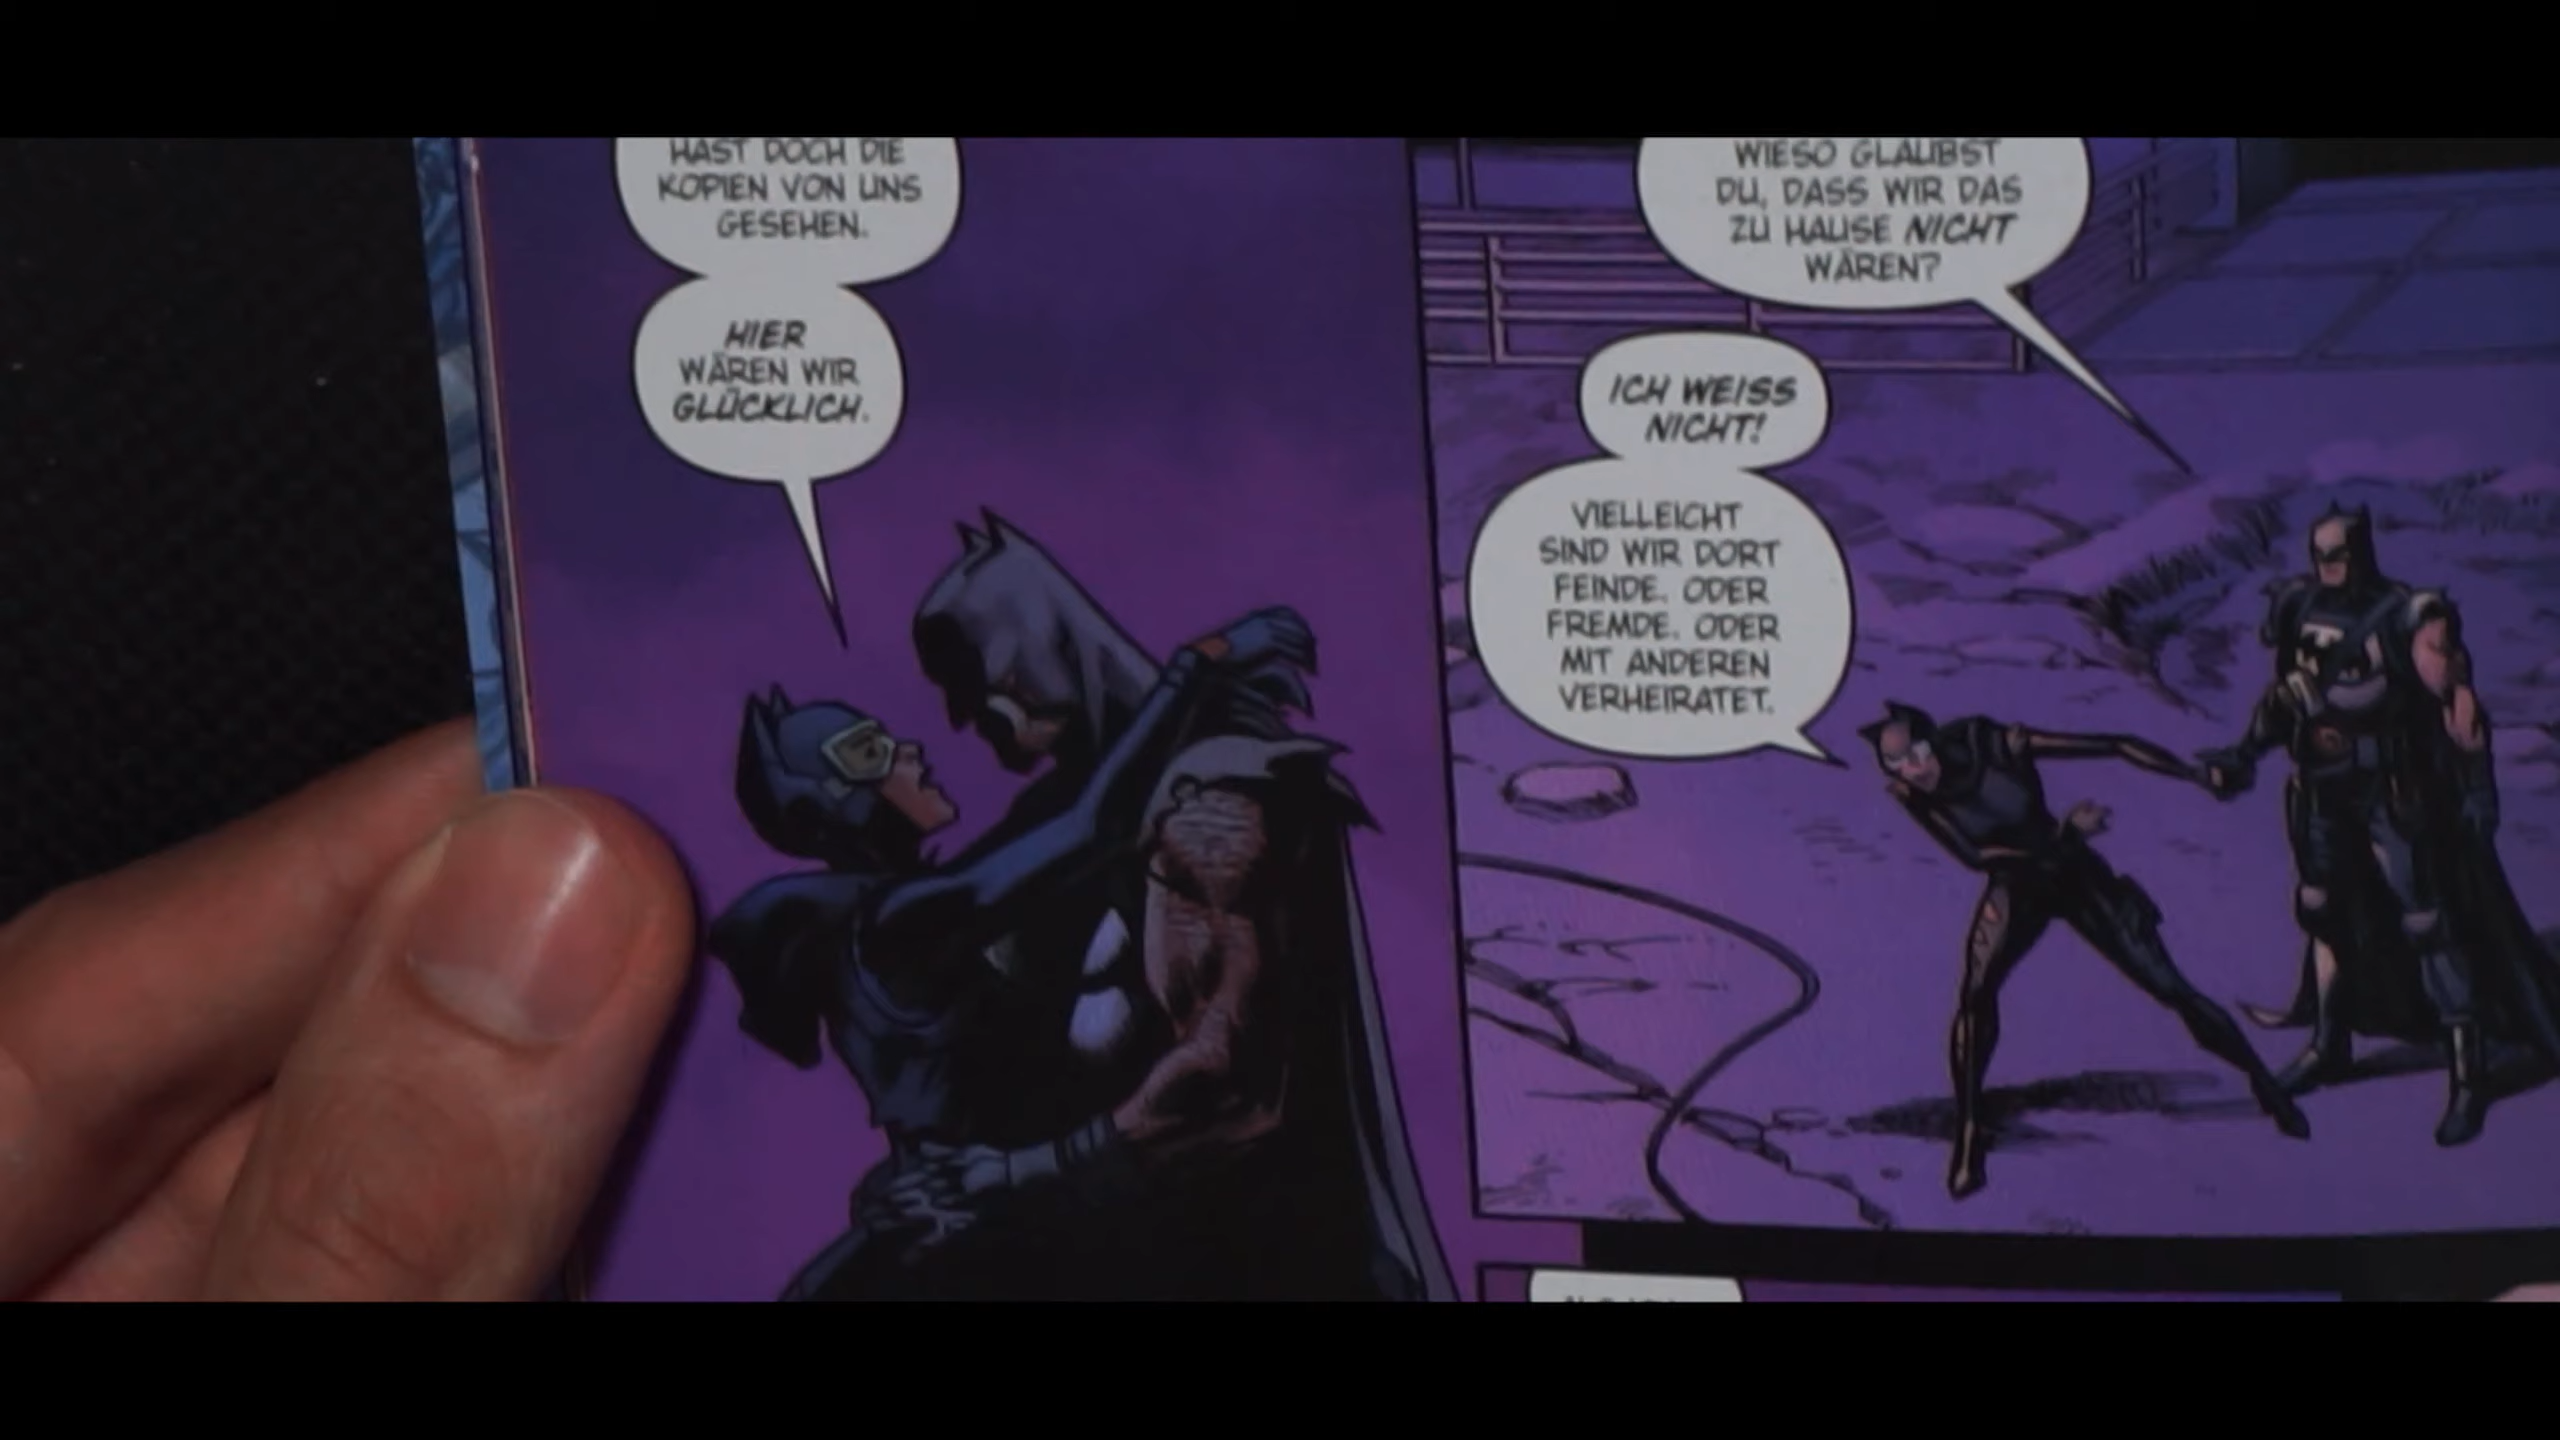 HAST DOCH DIE
KOPIEN VON UNS
GESEHEN.
HIER
WÄREN WIR
GLÜCKLICH.
WIESO GLAUBST
DU, DASS WIR DAS
ZU HAUSE NICHT
WÄREN?
ICH WEISS
NICHT!
VIELLEICHT
SIND WIR DORT
FEINDE. ODER
FREMDE. ODER
MIT ANDEREN
VERHEIRATET.